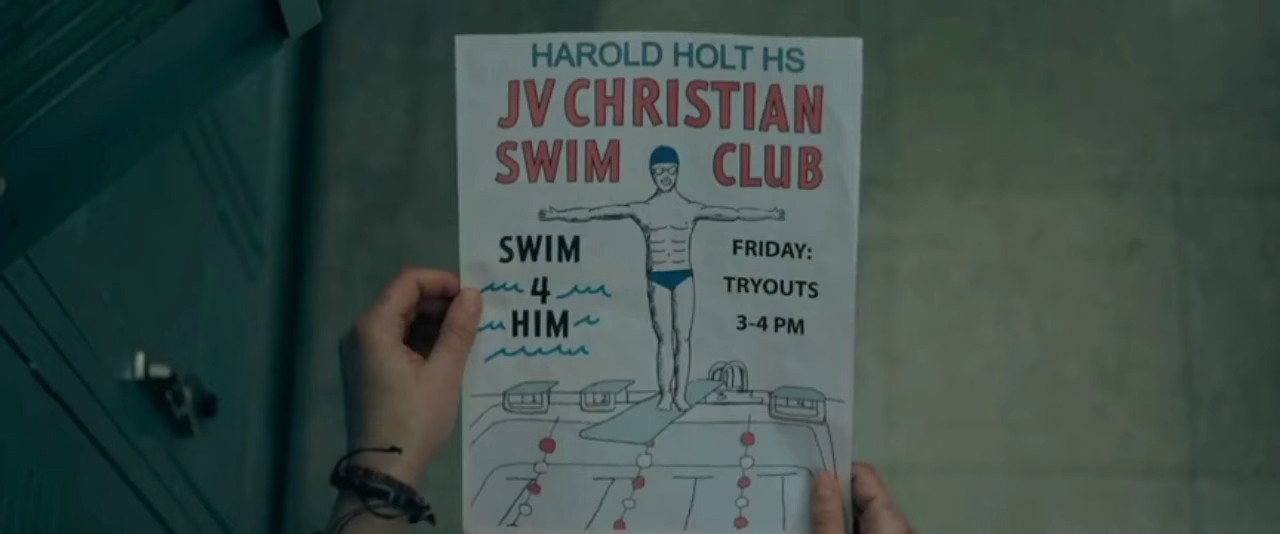 HAROLD HOLT HS
JV CHRISTIAN
SWIM CLUB
SWIM
4
HIM
FRIDAY:
TRYOUTS
3-4 PM